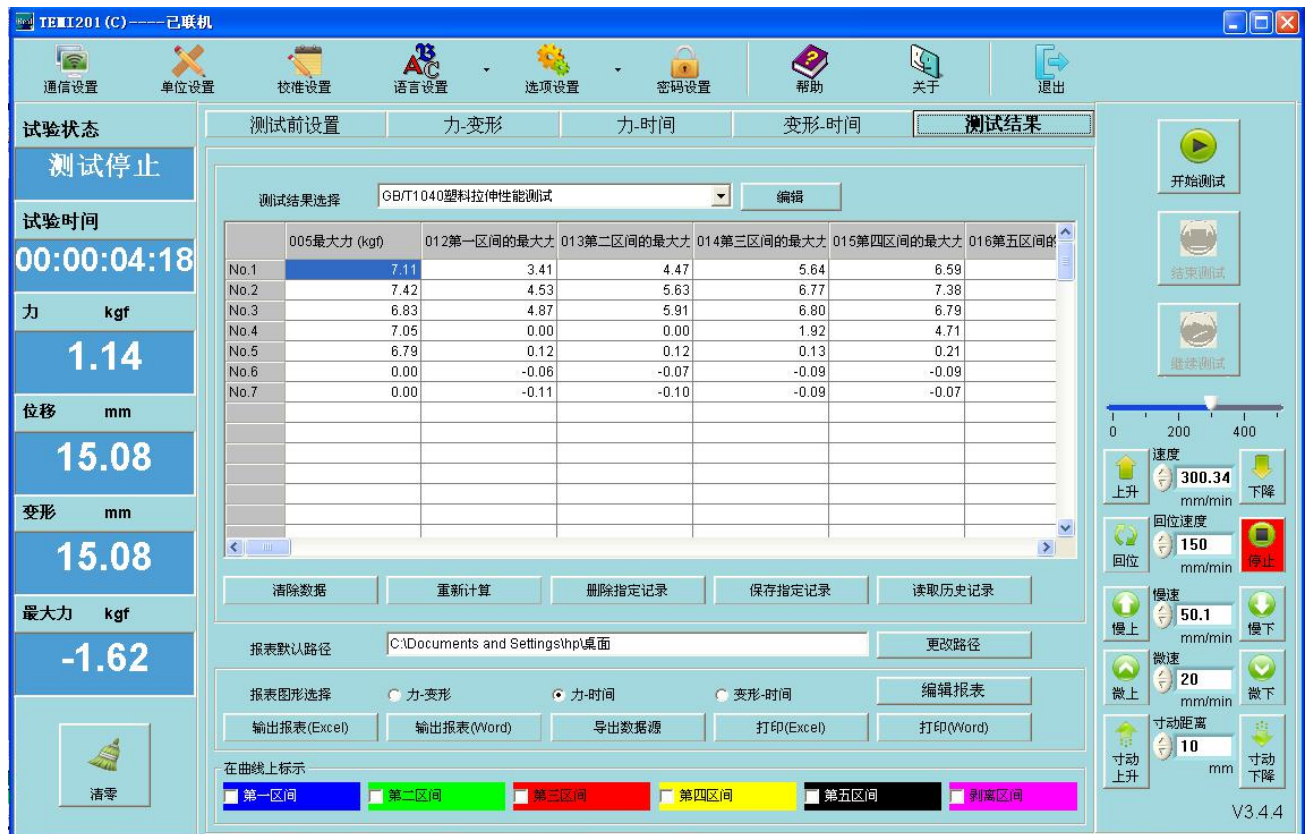 TEMI201(C)----已联机
通信设置 单位设置 校准设置 语言设置 选项设置 密码设置 帮助 关于 退出
试验状态
测试停止
试验时间
00:00:04:18
力 kgf
1.14
位移 mm
15.08
变形 mm
15.08
最大力 kgf
-1.62
清零
测试前设置 力-变形 力-时间 变形-时间 测试结果
测试结果选择 GB/T1040塑料拉伸性能测试 编辑
005最大力 (kgf) 012第一区间的最大力 013第二区间的最大力 014第三区间的最大力 015第四区间的最大力 016第五区间的
No.1 7.11 3.41 4.47 5.64 6.59
No.2 7.42 4.53 5.63 6.77 7.38
No.3 6.83 4.87 5.91 6.80 6.79
No.4 7.05 0.00 0.00 1.92 4.71
No.5 6.79 0.12 0.12 0.13 0.21
No.6 0.00 -0.06 -0.07 -0.09 -0.09
No.7 0.00 -0.11 -0.10 -0.09 -0.07
清除数据 重新计算 删除指定记录 保存指定记录 读取历史记录
报表默认路径 C:\Documents and Settings\hp\桌面 更改路径
报表图形选择 力-变形 力-时间 变形-时间 编辑报表
输出报表(Excel) 输出报表(Word) 导出数据源 打印(Excel) 打印(Word)
在曲线上标示
第一区间 第二区间 第三区间 第四区间 第五区间 剥离区间
开始测试
结束测试
继续测试
0 200 400
速度
上升 300.34 下降
mm/min
回位速度
回位 150 停止
mm/min
慢速
慢上 50.1 慢下
mm/min
微速
微上 20 微下
mm/min
寸动距离
寸动上升 10 mm 寸动下降
V3.4.4